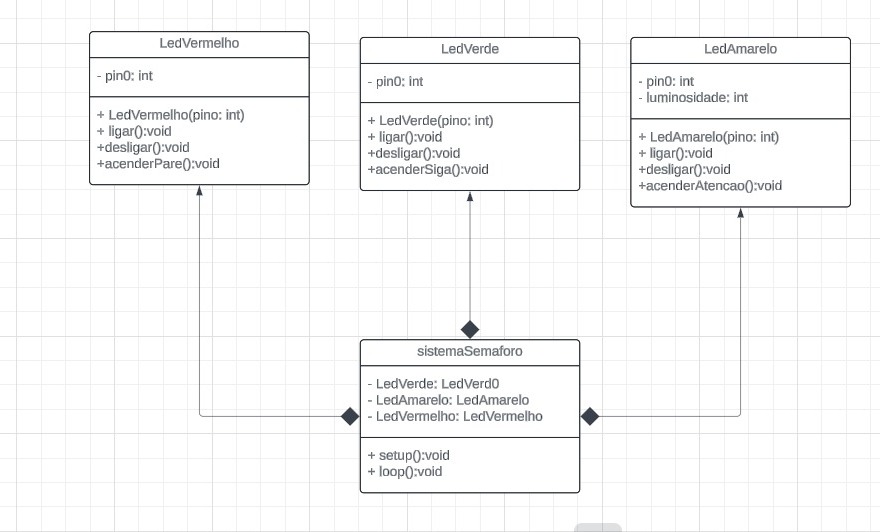 LedVermelho
- pin0: int
+ LedVermelho(pino: int)
+ ligar():void
+desligar():void
+acenderPare():void
LedVerde
- pin0: int
+ LedVerde(pino: int)
+ ligar():void
+desligar():void
+acenderSiga():void
LedAmarelo
- pin0: int
- luminosidade: int
+ LedAmarelo(pino: int)
+ ligar():void
+desligar():void
+acenderAtencao():void
sistemaSemaforo
- LedVerde: LedVerd0
- LedAmarelo: LedAmarelo
- LedVermelho: LedVermelho
+ setup():void
+ loop():void